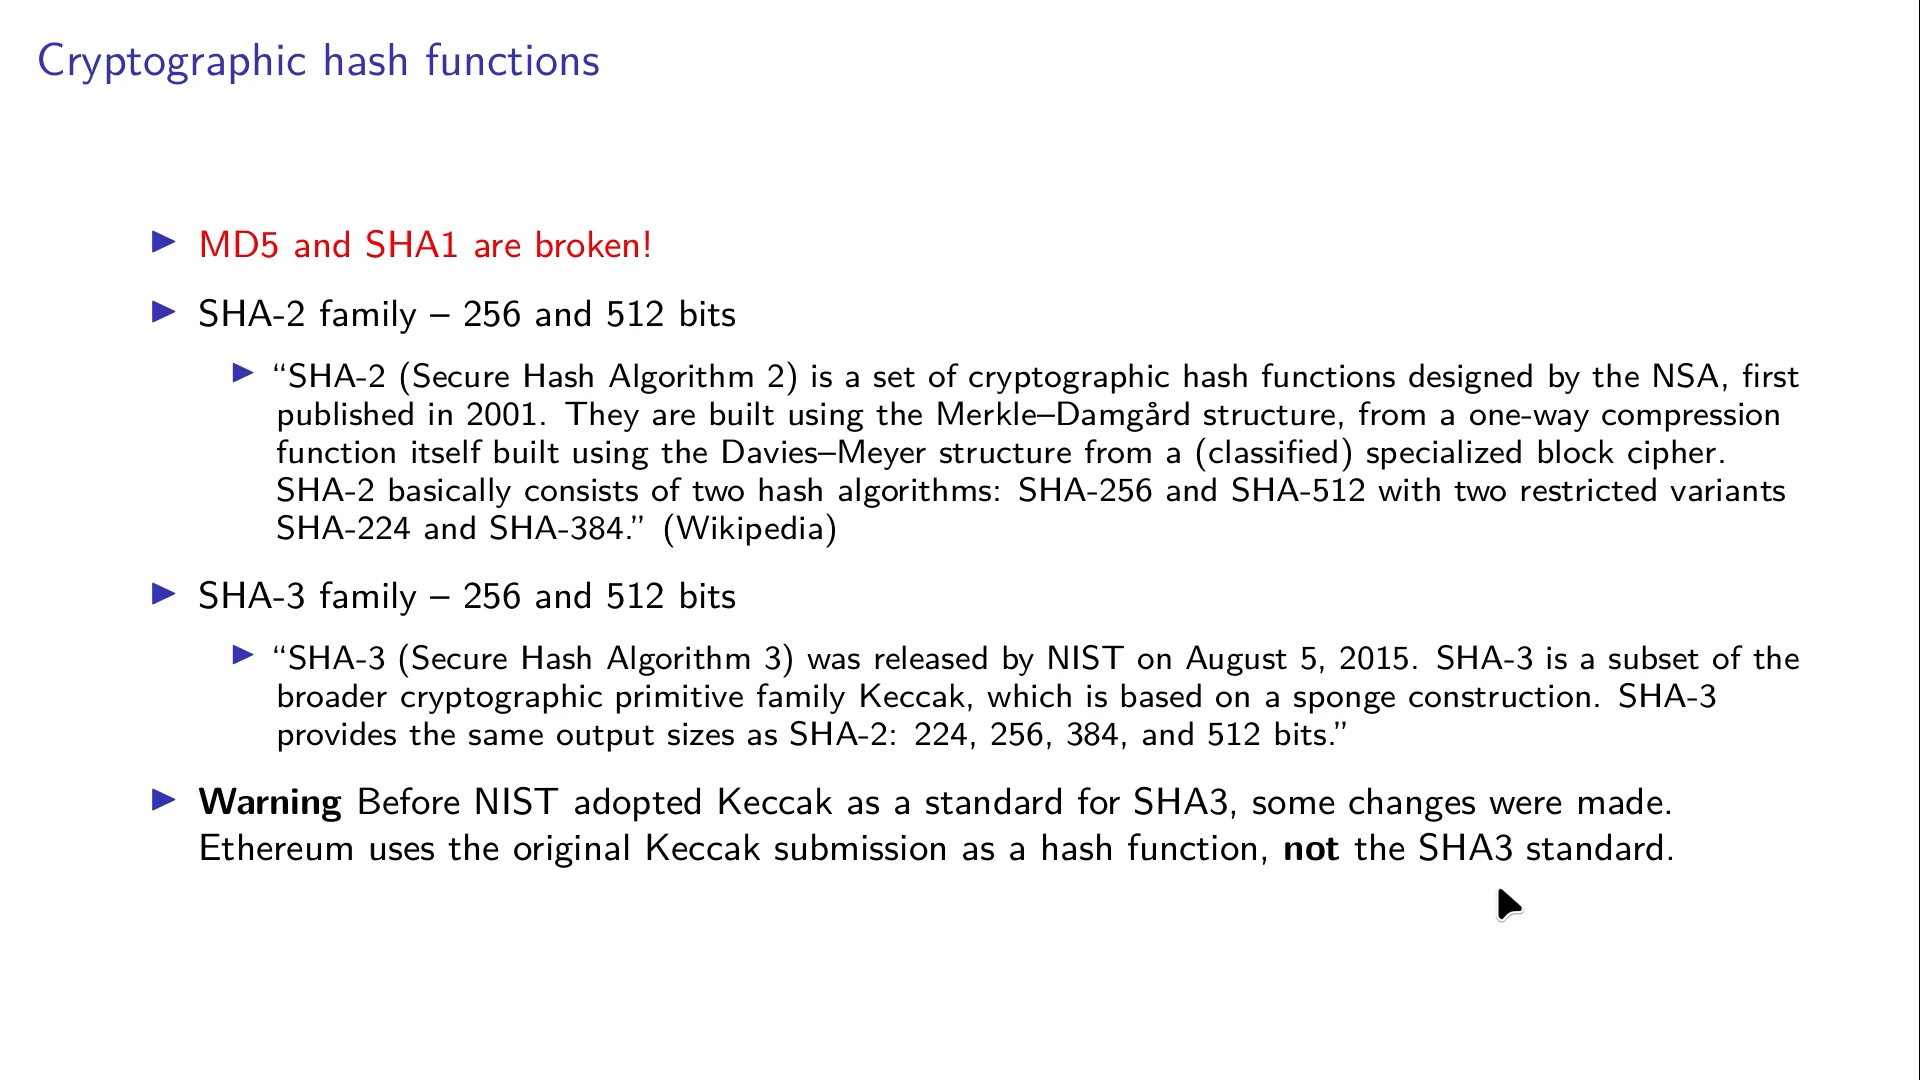 Cryptographic hash functions
MD5 and SHA1 are broken!
SHA-2 family – 256 and 512 bits
“SHA-2 (Secure Hash Algorithm 2) is a set of cryptographic hash functions designed by the NSA, first
published in 2001. They are built using the Merkle–Damgård structure, from a one-way compression
function itself built using the Davies–Meyer structure from a (classified) specialized block cipher.
SHA-2 basically consists of two hash algorithms: SHA-256 and SHA-512 with two restricted variants
SHA-224 and SHA-384.” (Wikipedia)
SHA-3 family – 256 and 512 bits
“SHA-3 (Secure Hash Algorithm 3) was released by NIST on August 5, 2015. SHA-3 is a subset of the
broader cryptographic primitive family Keccak, which is based on a sponge construction. SHA-3
provides the same output sizes as SHA-2: 224, 256, 384, and 512 bits.”
Warning Before NIST adopted Keccak as a standard for SHA3, some changes were made.
Ethereum uses the original Keccak submission as a hash function, not the SHA3 standard.